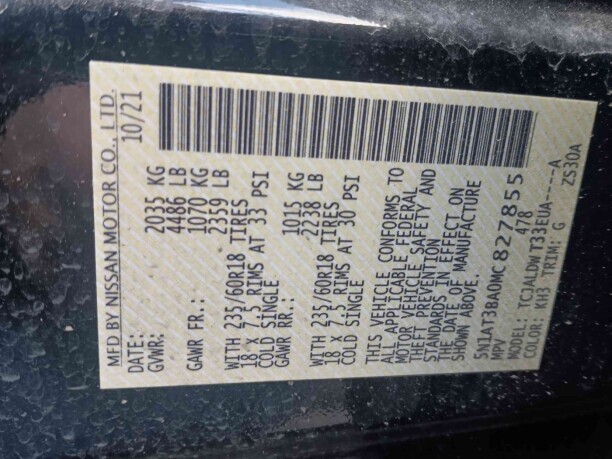 MFD BY NISSAN MOTOR CO., LTD.
DATE: 10/21
GVWR: 2035 KG
4486 LB
GAWR FR.: 1070 KG
2359 LB
WITH 235/60R18 TIRES
18 X 7.5 RIMS AT 33 PSI
COLD SINGLE
GAWR RR.: 1015 KG
2238 LB
WITH 235/60R18 TIRES
18 X 7.5 RIMS AT 30 PSI
COLD SINGLE
THIS VEHICLE CONFORMS TO
ALL APPLICABLE FEDERAL
MOTOR VEHICLE SAFETY AND
THEFT PREVENTION
STANDARDS IN EFFECT ON
THE DATE OF MANUFACTURE
SHOWN ABOVE.
5N1AT3BA0MC827855
MPV 478
MODEL: TCJALDWT33EUA----A
COLOR: KH3 TRIM: G ZS30A